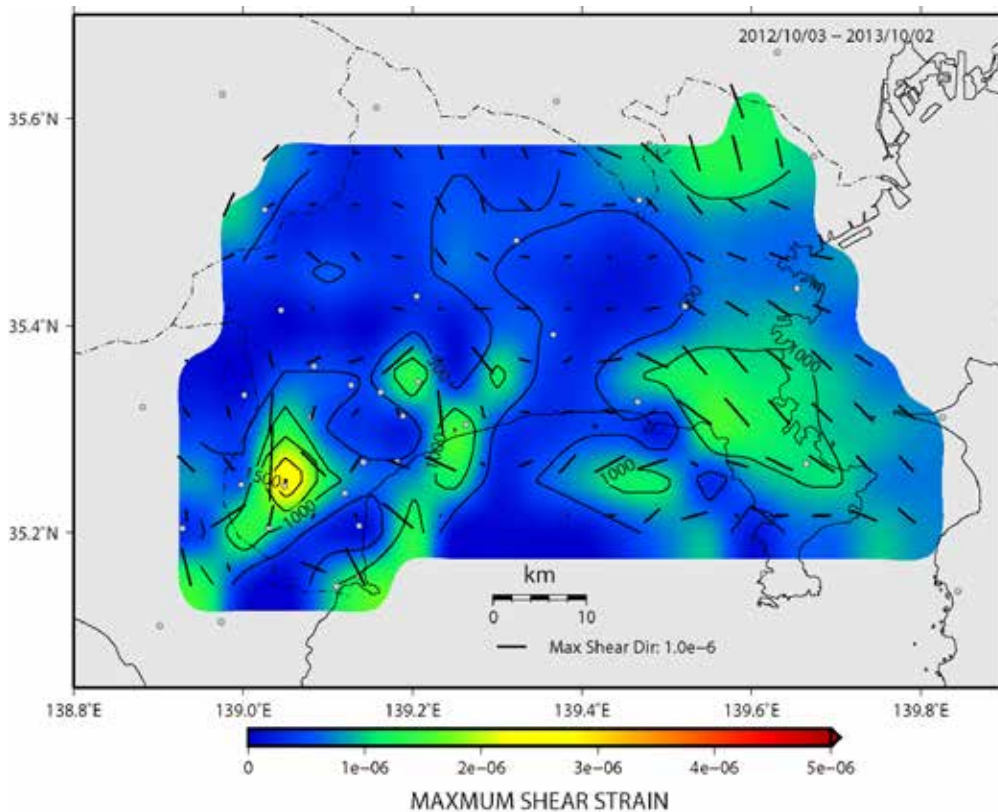 2012/10/03 − 2013/10/02
35.6˚N
35.4˚N
1000
500
1000
1000
500
1000
35.2˚N
km
0 10
Max Shear Dir: 1.0e−6
138.8˚E 139.0˚E 139.2˚E 139.4˚E 139.6˚E 139.8˚E
0 1e−06 2e−06 3e−06 4e−06 5e−06
MAXMUM SHEAR STRAIN